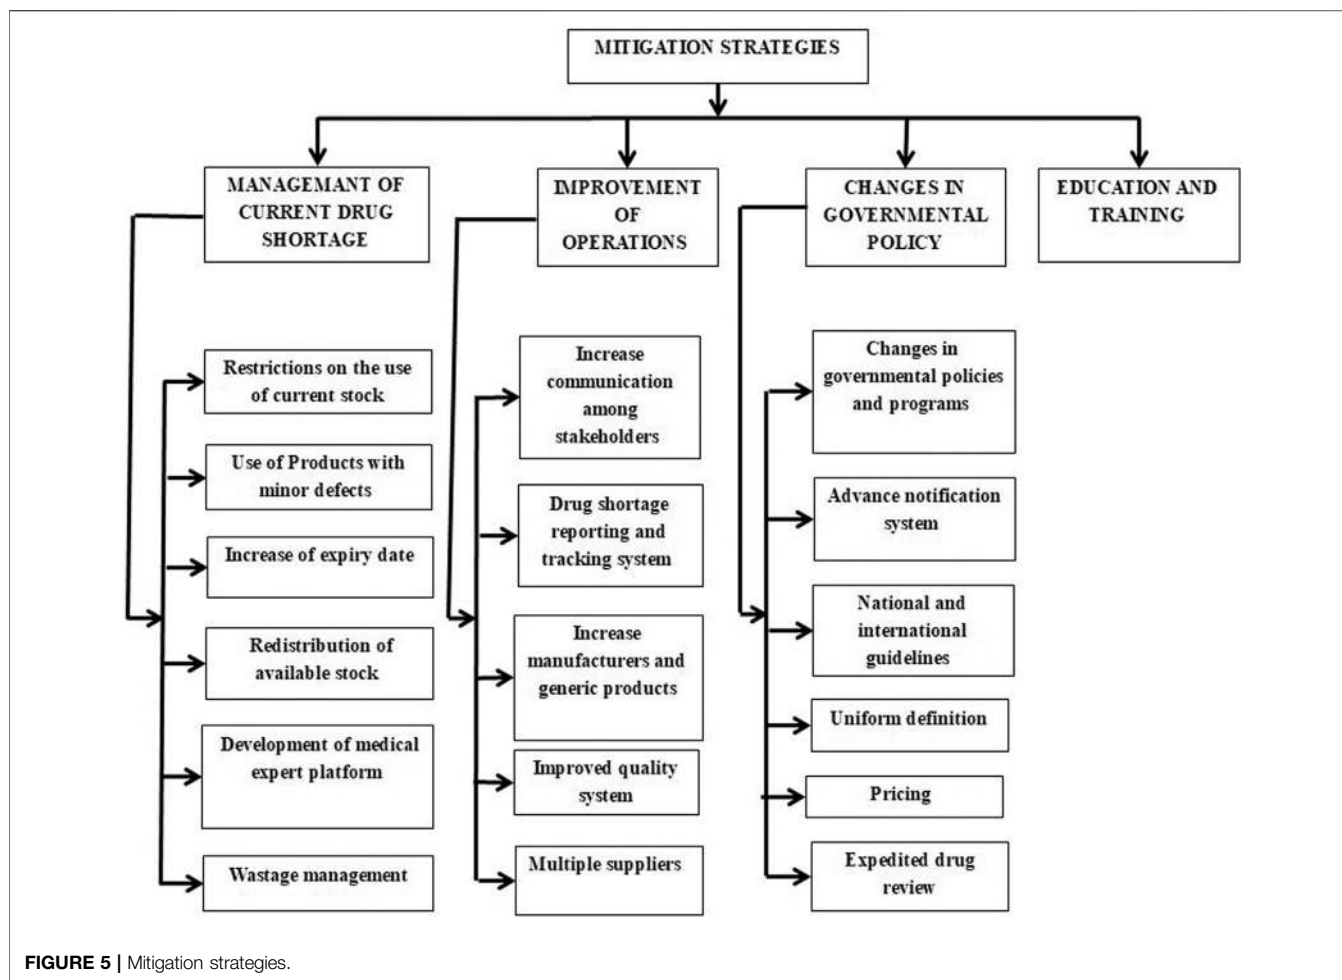 MITIGATION STRATEGIES
MANAGEMANT OF
CURRENT DRUG
SHORTAGE
IMPROVEMENT
OF
OPERATIONS
CHANGES IN
GOVERNMENTAL
POLICY
EDUCATION AND
TRAINING
Restrictions on the use
of current stock
Use of Products with
minor defects
Increase of expiry date
Redistribution of
available stock
Development of medical
expert platform
Wastage management
Increase
communication
among
stakeholders
Drug shortage
reporting and
tracking system
Increase
manufacturers and
generic products
Improved quality
system
Multiple suppliers
Changes in
governmental policies
and programs
Advance notification
system
National and
international
guidelines
Uniform definition
Pricing
Expedited drug
review
FIGURE 5 | Mitigation strategies.